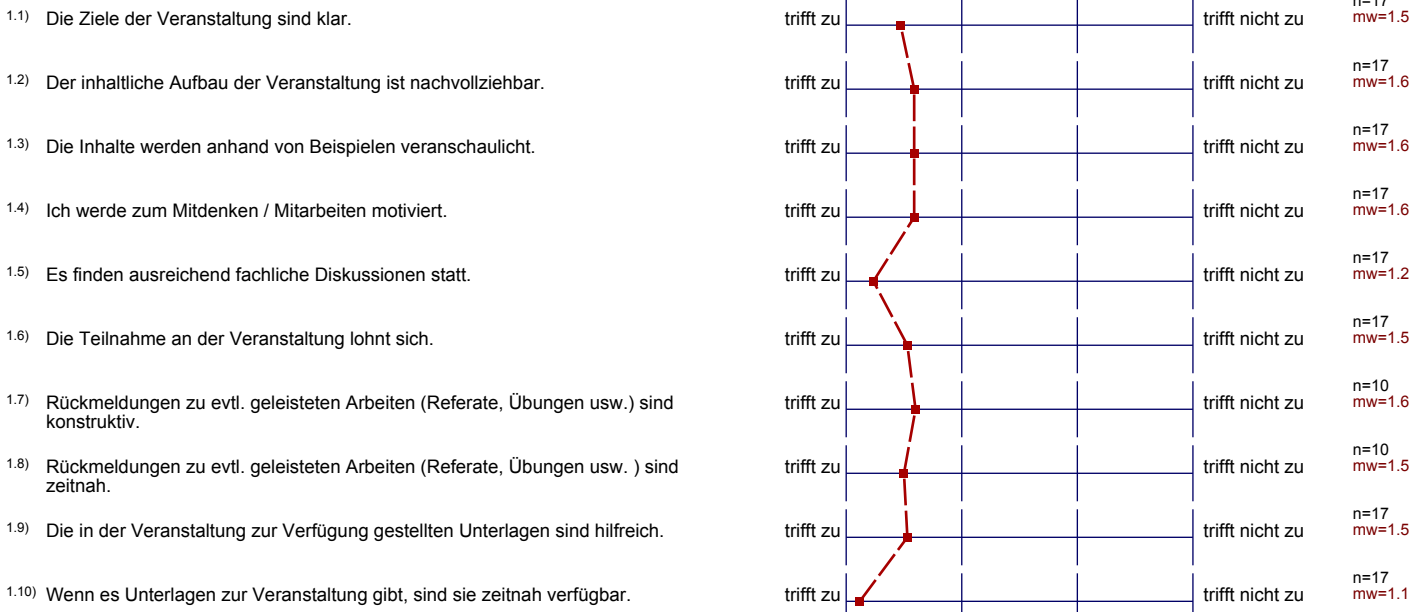 n=17
1.1) Die Ziele der Veranstaltung sind klar. trifft zu trifft nicht zu mw=1.5
n=17
1.2) Der inhaltliche Aufbau der Veranstaltung ist nachvollziehbar. trifft zu trifft nicht zu mw=1.6
n=17
1.3) Die Inhalte werden anhand von Beispielen veranschaulicht. trifft zu trifft nicht zu mw=1.6
n=17
1.4) Ich werde zum Mitdenken / Mitarbeiten motiviert. trifft zu trifft nicht zu mw=1.6
n=17
1.5) Es finden ausreichend fachliche Diskussionen statt. trifft zu trifft nicht zu mw=1.2
n=17
1.6) Die Teilnahme an der Veranstaltung lohnt sich. trifft zu trifft nicht zu mw=1.5
n=10
1.7) Rückmeldungen zu evtl. geleisteten Arbeiten (Referate, Übungen usw.) sind trifft zu trifft nicht zu mw=1.6
konstruktiv.
n=10
1.8) Rückmeldungen zu evtl. geleisteten Arbeiten (Referate, Übungen usw. ) sind trifft zu trifft nicht zu mw=1.5
zeitnah.
n=17
1.9) Die in der Veranstaltung zur Verfügung gestellten Unterlagen sind hilfreich. trifft zu trifft nicht zu mw=1.5
n=17
1.10) Wenn es Unterlagen zur Veranstaltung gibt, sind sie zeitnah verfügbar. trifft zu trifft nicht zu mw=1.1